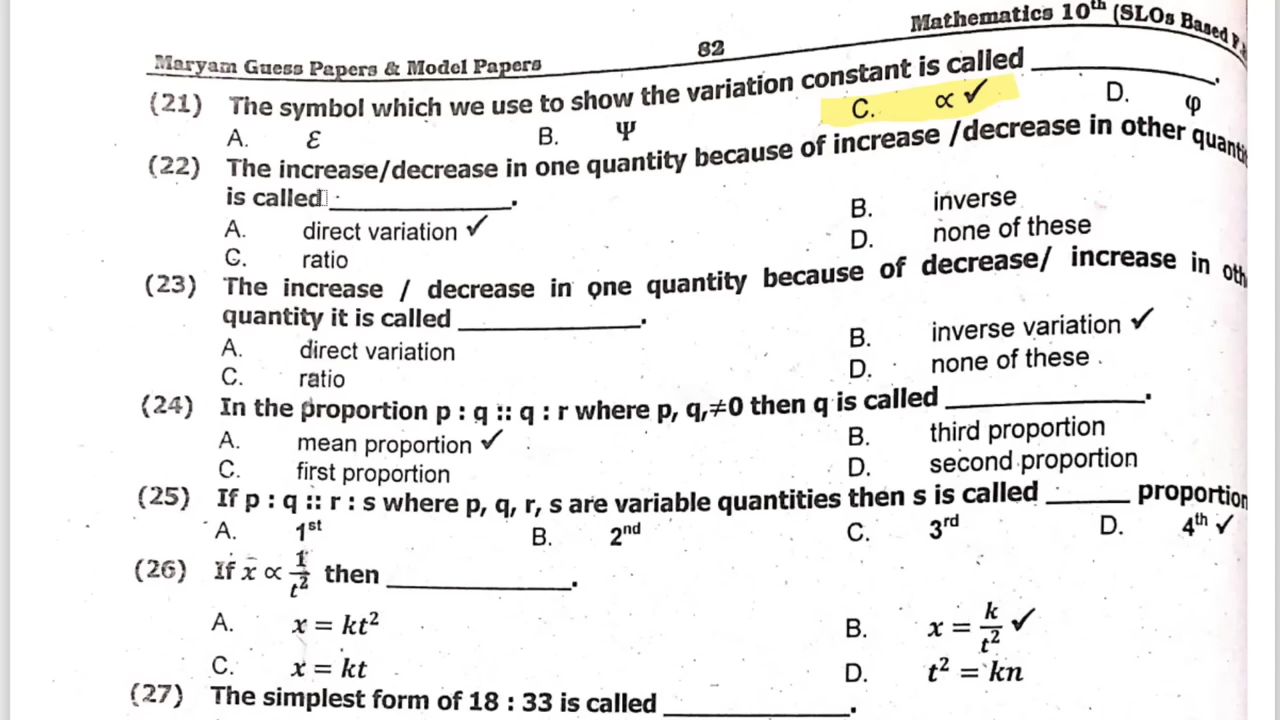 Maryam Guess Papers & Model Papers 82 Mathematics 10th (SLOs Based
(21) The symbol which we use to show the variation constant is called ________.
A. ℰ B. Ψ C. ∝ ✓ D. φ
(22) The increase/decrease in one quantity because of increase /decrease in other
is called ________.
A. direct variation ✓ B. inverse
C. ratio D. none of these
(23) The increase / decrease in one quantity because of decrease/ increase in
quantity it is called ________.
A. direct variation B. inverse variation ✓
C. ratio D. none of these
(24) In the proportion p : q :: q : r where p, q,≠0 then q is called ________.
A. mean proportion ✓ B. third proportion
C. first proportion D. second proportion
(25) If p : q :: r : s where p, q, r, s are variable quantities then s is called ______ proportion
A. 1st B. 2nd C. 3rd D. 4th ✓
(26) If x ∝ 1/t² then ________.
A. x = kt² B. x = k/t² ✓
C. x = kt D. t² = kn
(27) The simplest form of 18 : 33 is called ________.